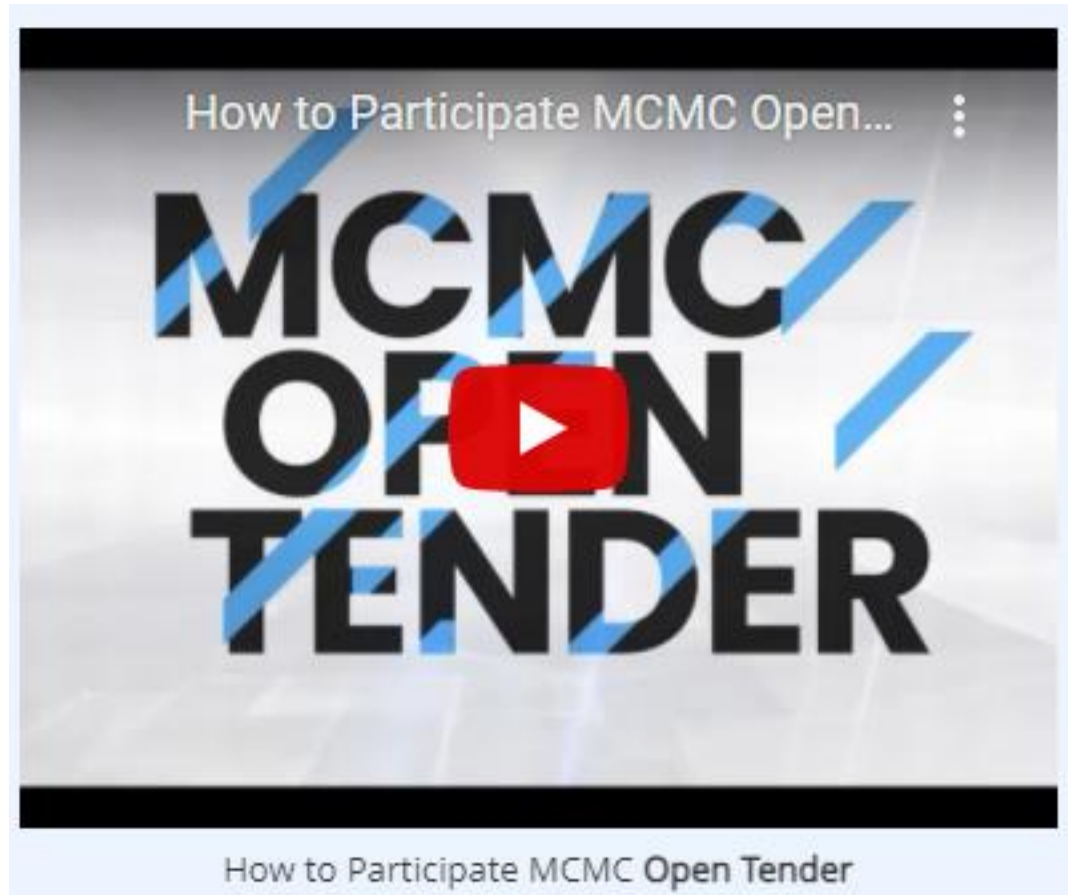 How to Participate MCMC Open...
MCMC
OPEN
TENDER
How to Participate MCMC Open Tender